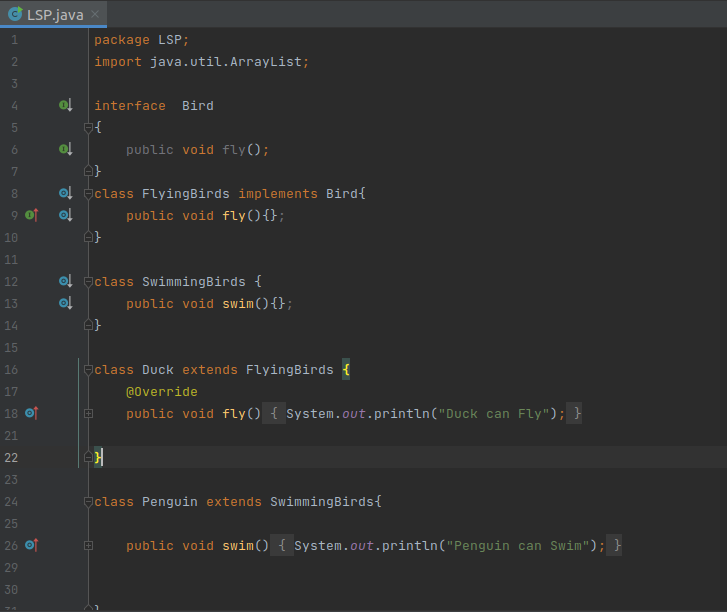 LSP.java
1 package LSP;
2 import java.util.ArrayList;
3
4 interface  Bird
5 {
6     public void fly();
7 }
8 class FlyingBirds implements Bird{
9     public void fly(){};
10 }
11
12 class SwimmingBirds {
13     public void swim(){};
14 }
15
16 class Duck extends FlyingBirds {
17     @Override
18     public void fly() { System.out.println("Duck can Fly"); }
21
22 }
23
24 class Penguin extends SwimmingBirds{
25
26     public void swim() { System.out.println("Penguin can Swim"); }
29
30
31 }